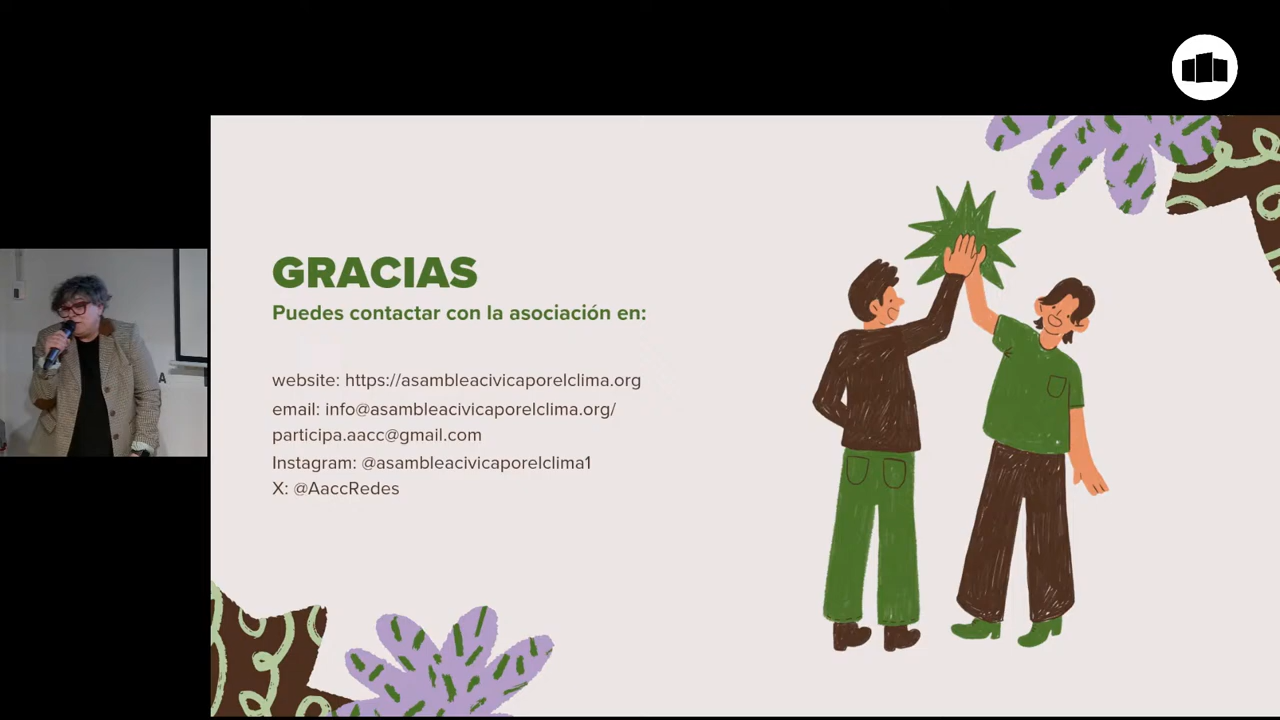 GRACIAS
Puedes contactar con la asociación en:
website: https://asambleacivicaporelclima.org
email: info@asambleacivicaporelclima.org/
participa.aacc@gmail.com
Instagram: @asambleacivicaporelclima1
X: @AaccRedes
A